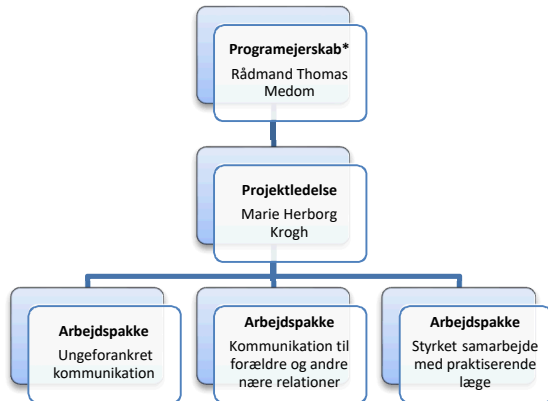 Programejerskab*
Rådmand Thomas
Medom
Projektledelse
Marie Herborg
Krogh
Arbejdspakke
Ungeforankret
kommunikation
Arbejdspakke
Kommunikation til
forældre og andre
nære relationer
Arbejdspakke
Styrket samarbejde
med praktiserende
læge